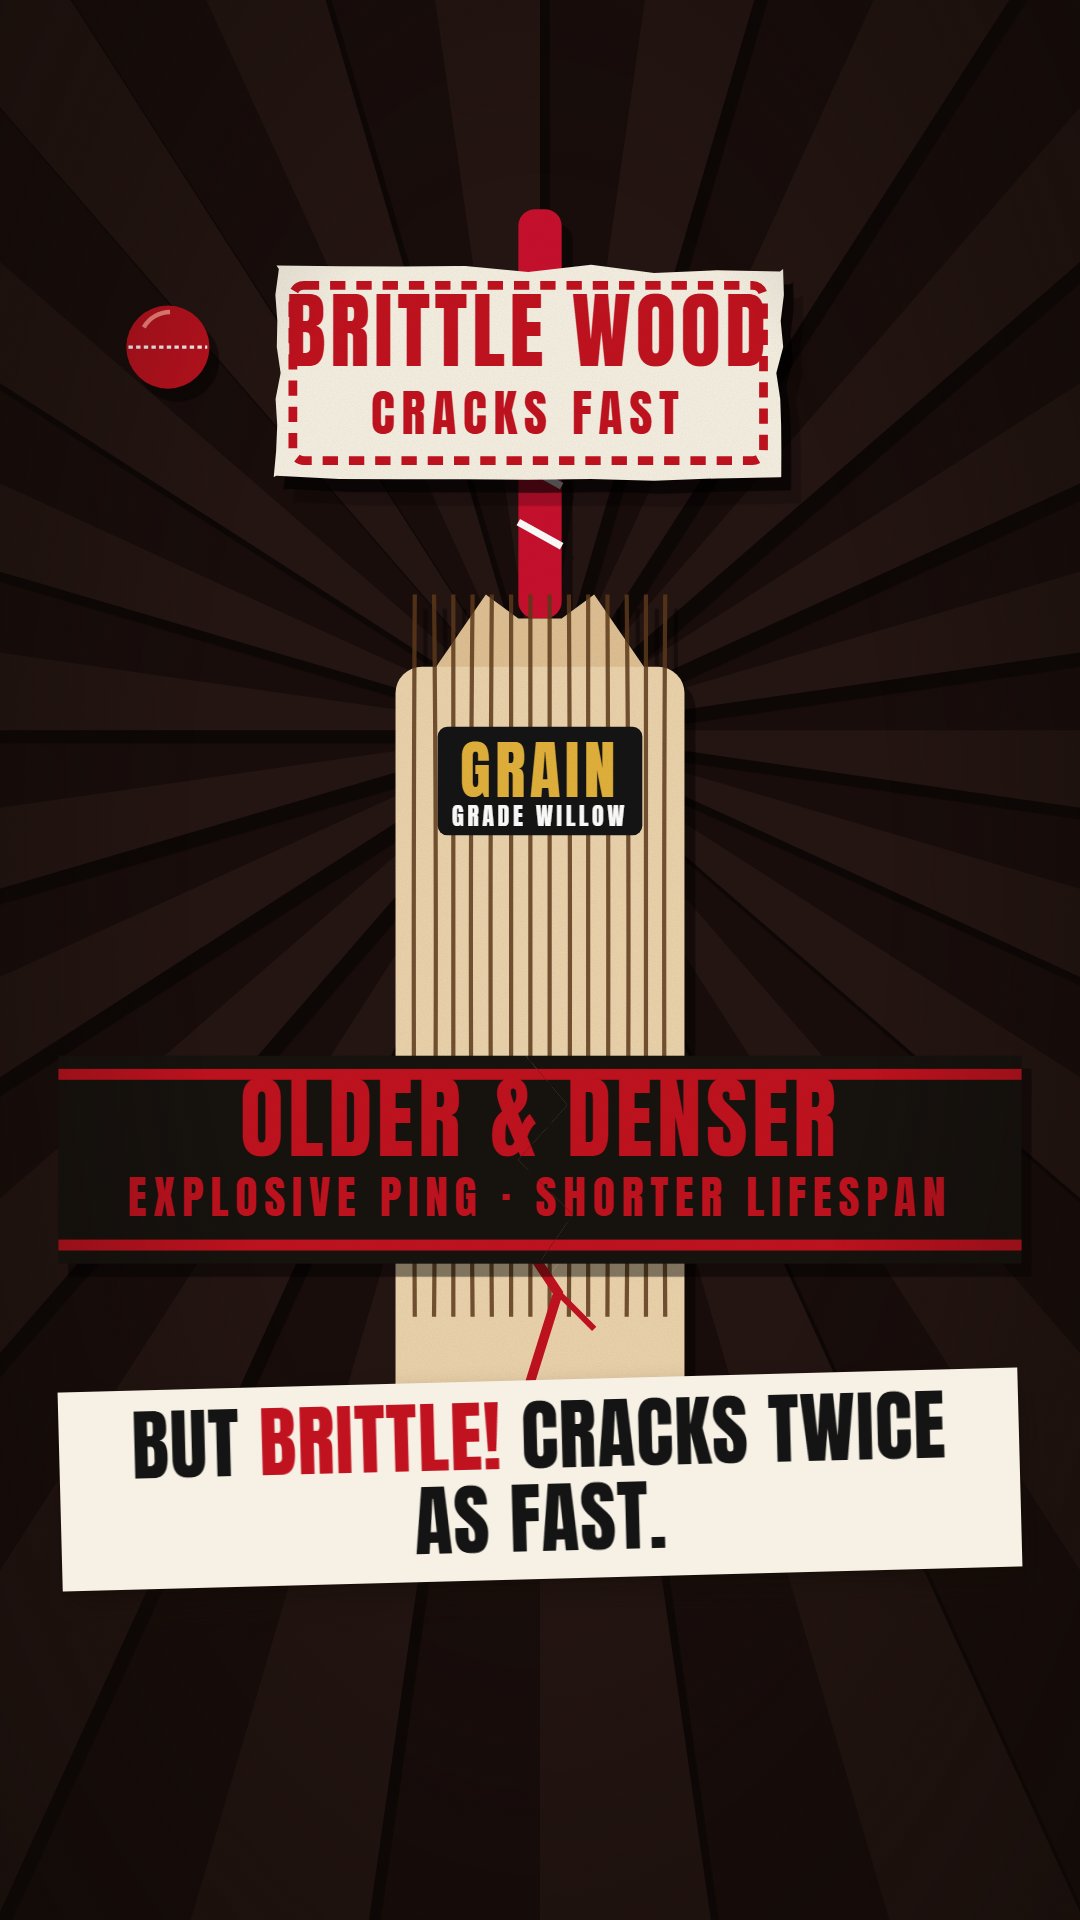 BRITTLE WOOD
CRACKS FAST
GRAIN
GRADE WILLOW
OLDER & DENSER
EXPLOSIVE PING · SHORTER LIFESPAN
BUT BRITTLE! CRACKS TWICE
AS FAST.